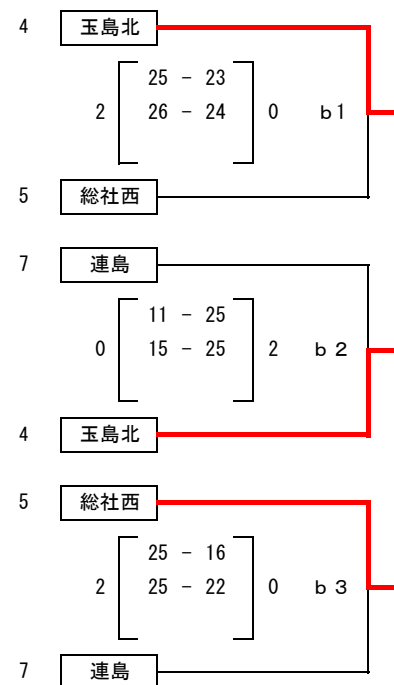 4 玉島北
25 － 23
2 26 － 24 0 ｂ1
5 総社西
7 連島
11 － 25
0 15 － 25 2 ｂ２
4 玉島北
5 総社西
25 － 16
2 25 － 22 0 ｂ３
7 連島